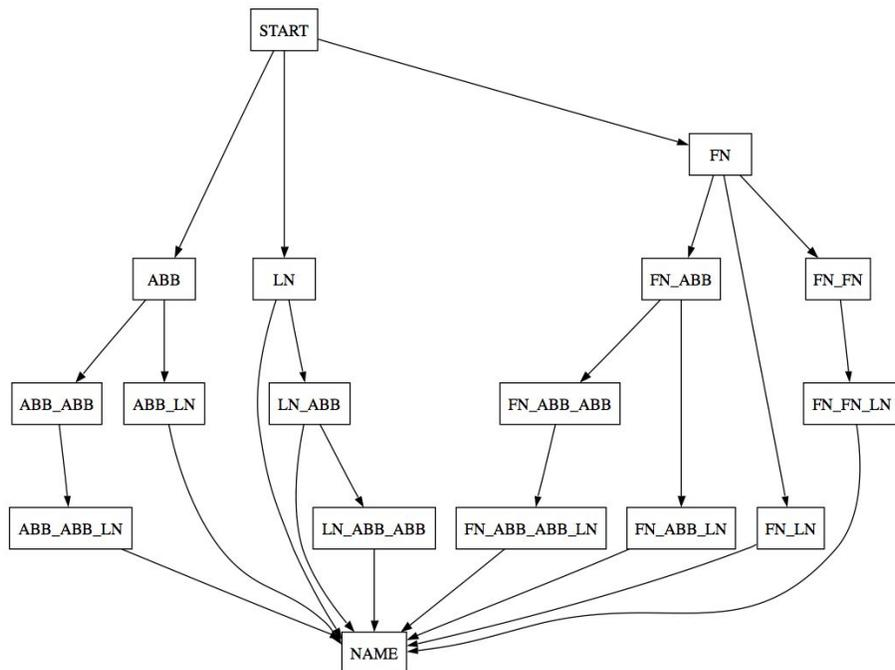 START
FN
ABB
LN
FN_ABB
FN_FN
ABB_ABB
ABB_LN
LN_ABB
FN_ABB_ABB
FN_FN_LN
ABB_ABB_LN
LN_ABB_ABB
FN_ABB_ABB_LN
FN_ABB_LN
FN_LN
NAME